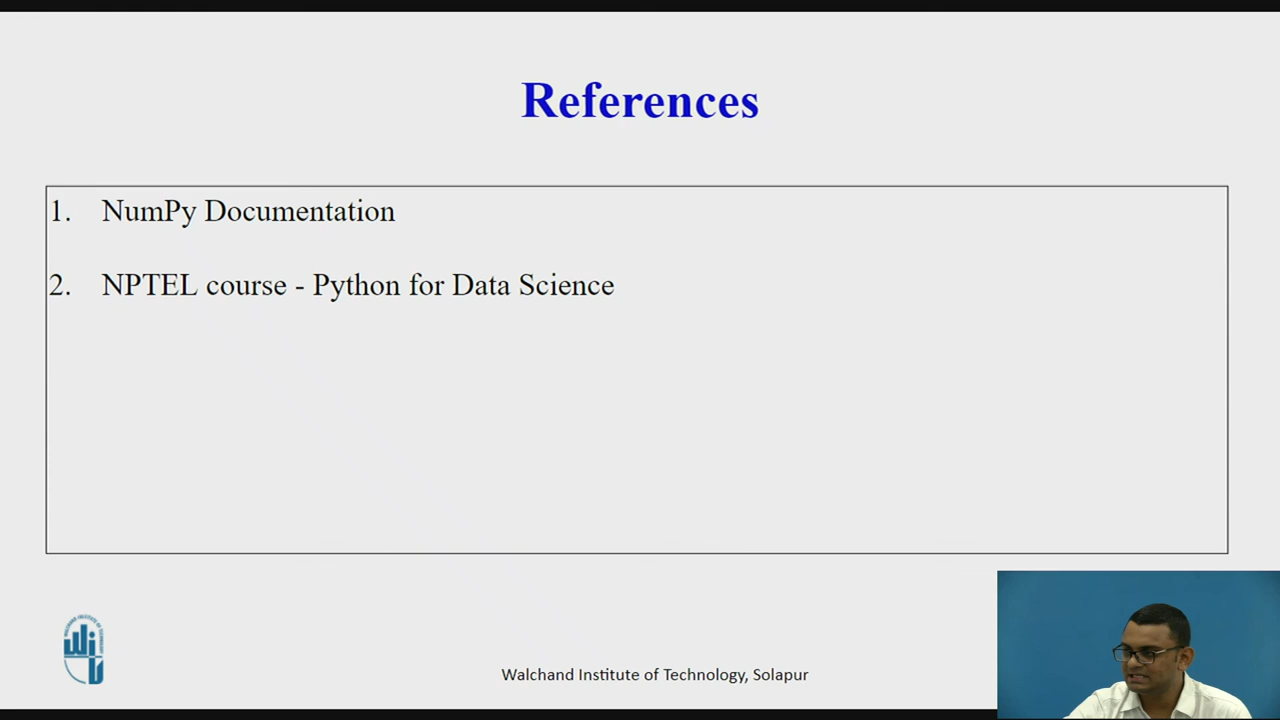 References
1. NumPy Documentation
2. NPTEL course - Python for Data Science
Walchand Institute of Technology, Solapur